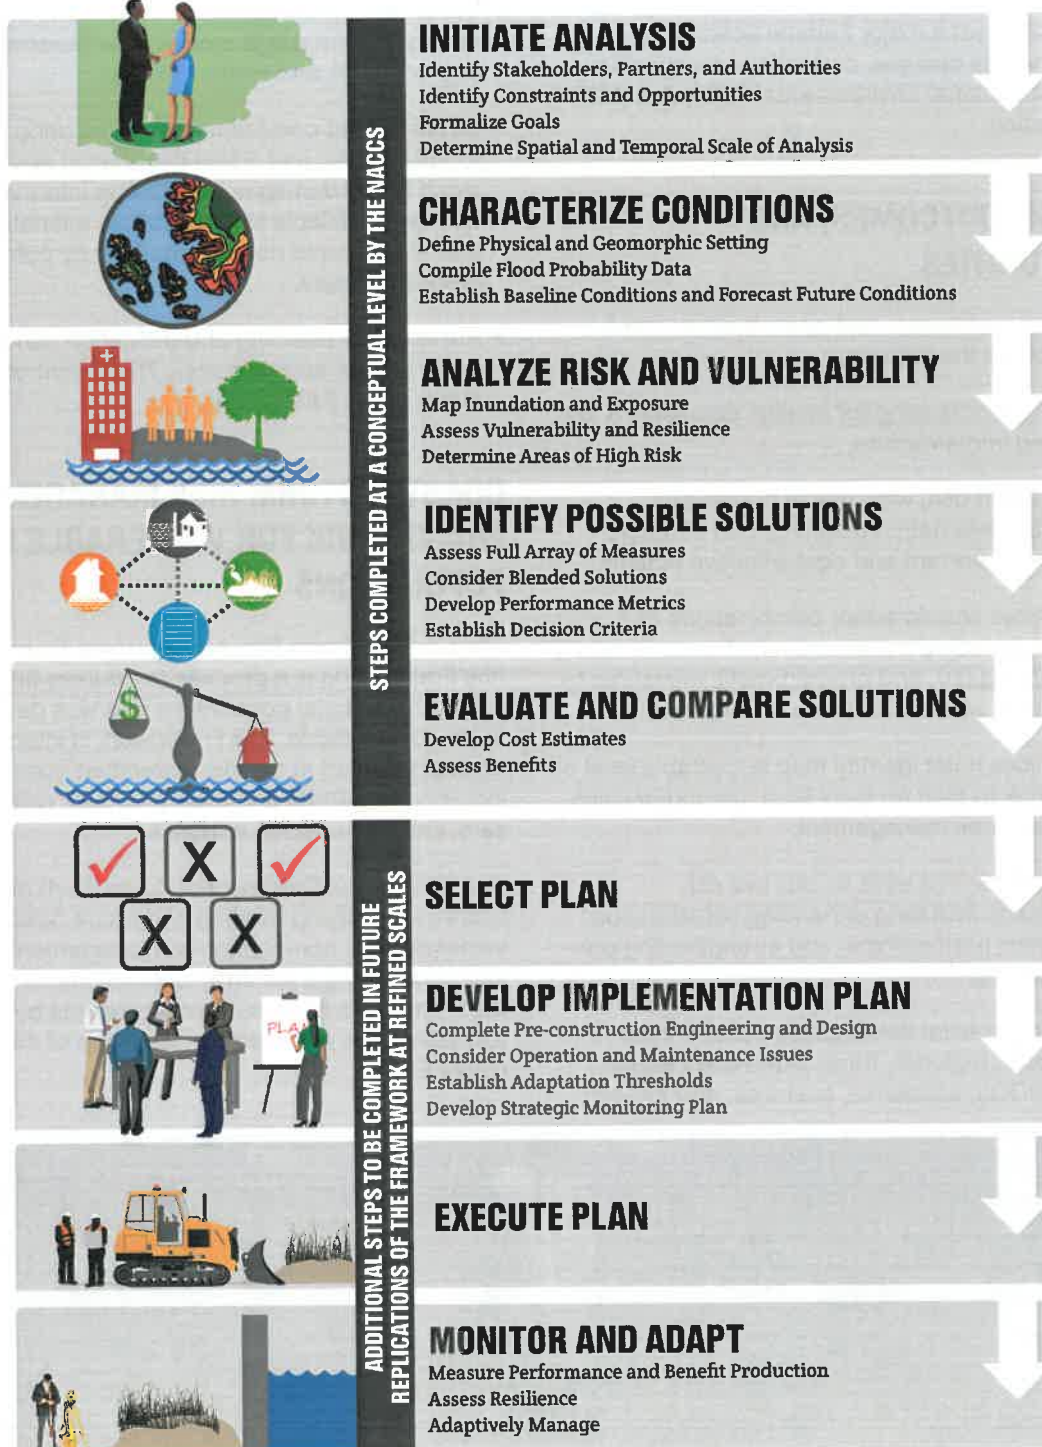 INITIATE ANALYSIS
Identify Stakeholders, Partners, and Authorities
Identify Constraints and Opportunities
Formalize Goals
Determine Spatial and Temporal Scale of Analysis
CHARACTERIZE CONDITIONS
Define Physical and Geomorphic Setting
Compile Flood Probability Data
Establish Baseline Conditions and Forecast Future Conditions
ANALYZE RISK AND VULNERABILITY
Map Inundation and Exposure
Assess Vulnerability and Resilience
Determine Areas of High Risk
IDENTIFY POSSIBLE SOLUTIONS
Assess Full Array of Measures
Consider Blended Solutions
Develop Performance Metrics
Establish Decision Criteria
EVALUATE AND COMPARE SOLUTIONS
Develop Cost Estimates
Assess Benefits
STEPS COMPLETED AT A CONCEPTUAL LEVEL BY THE NACCS
$
X
X X
SELECT PLAN
PLAN
DEVELOP IMPLEMENTATION PLAN
Complete Pre-construction Engineering and Design
Consider Operation and Maintenance Issues
Establish Adaptation Thresholds
Develop Strategic Monitoring Plan
EXECUTE PLAN
MONITOR AND ADAPT
Measure Performance and Benefit Production
Assess Resilience
Adaptively Manage
ADDITIONAL STEPS TO BE COMPLETED IN FUTURE
REPLICATIONS OF THE FRAMEWORK AT REFINED SCALES